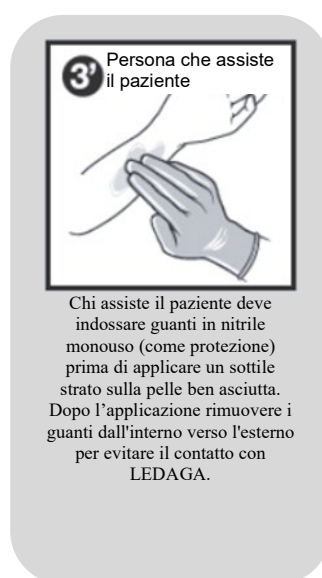 3’ Persona che assiste
il paziente
Chi assiste il paziente deve
indossare guanti in nitrile
monouso (come protezione)
prima di applicare un sottile
strato sulla pelle ben asciutta.
Dopo l’applicazione rimuovere i
guanti dall'interno verso l'esterno
per evitare il contatto con
LEDAGA.